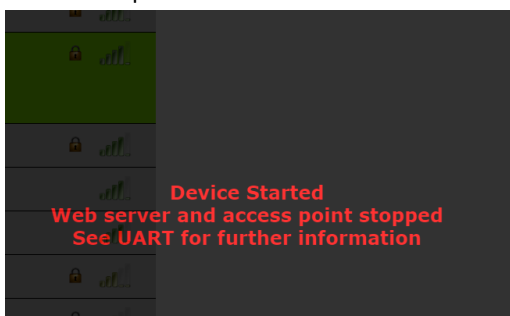 Device Started
Web server and access point stopped
See UART for further information